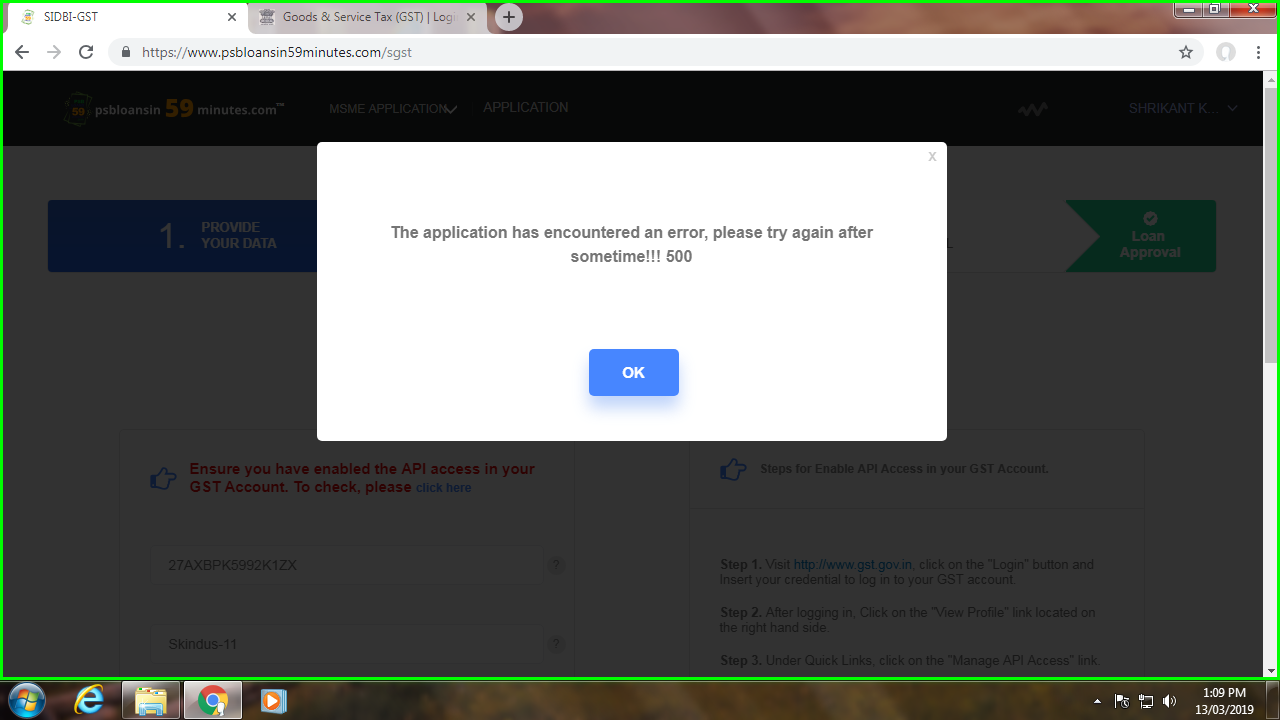 SIDBI-GST
Goods & Service Tax (GST) | Logi
https://www.psbloansin59minutes.com/sgst
psbloansin 59 minutes.com™
MSME APPLICATION
APPLICATION
SHRIKANT K...
X
The application has encountered an error, please try again after
sometime!!! 500
OK
1. PROVIDE
YOUR DATA
Loan
Approval
Ensure you have enabled the API access in your
GST Account. To check, please click here
27AXBPK5992K1ZX
?
Skindus-11
?
Steps for Enable API Access in your GST Account.
Step 1. Visit http://www.gst.gov.in, click on the "Login" button and
Insert your credential to log in to your GST account.
Step 2. After logging in, Click on the "View Profile" link located on
the right hand side.
Step 3. Under Quick Links, click on the "Manage API Access" link.
1:09 PM
13/03/2019